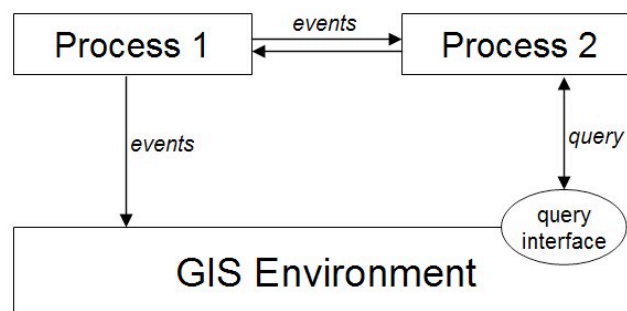 Process 1
events
Process 2
events
query
query
interface
GIS Environment